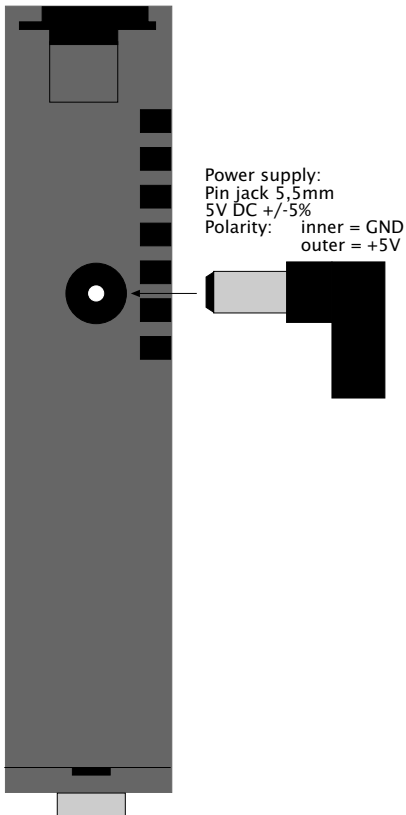 Power supply:
Pin jack 5,5mm
5V DC +/-5%
Polarity: inner = GND
outer = +5V